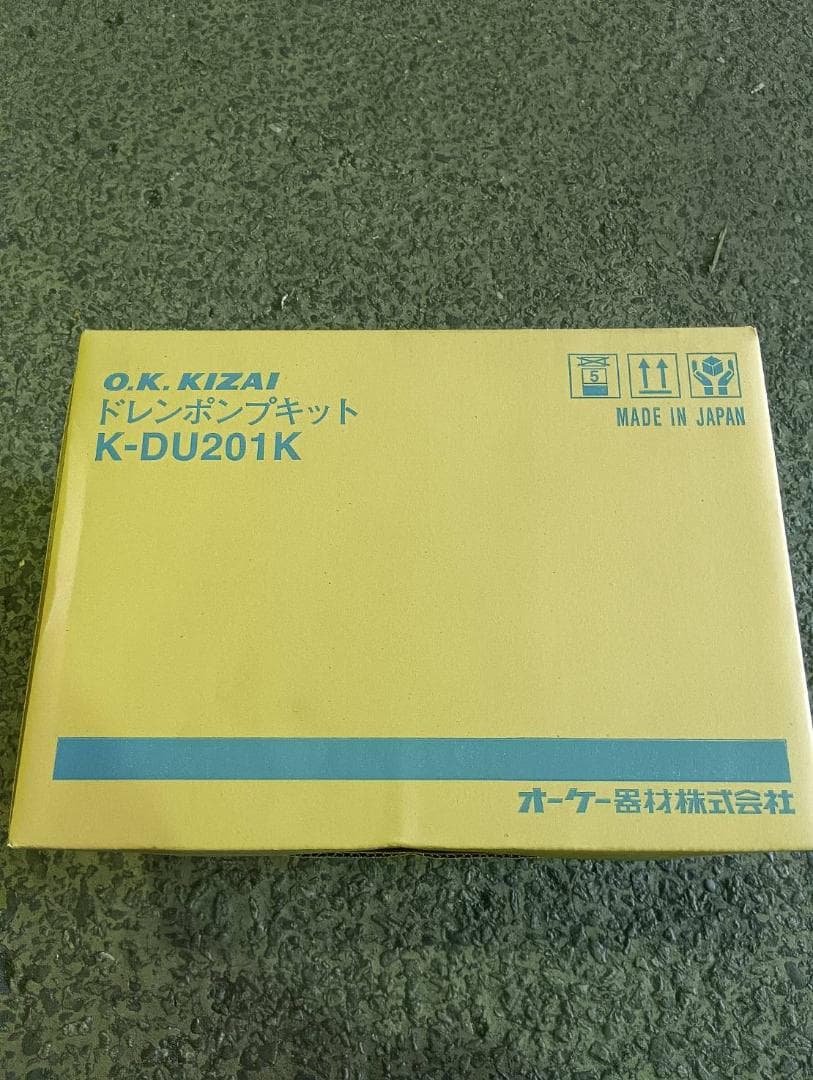 O.K. KIZAI
ドレンポンプキット
K-DU201K
5
MADE IN JAPAN
オーケー器材株式会社